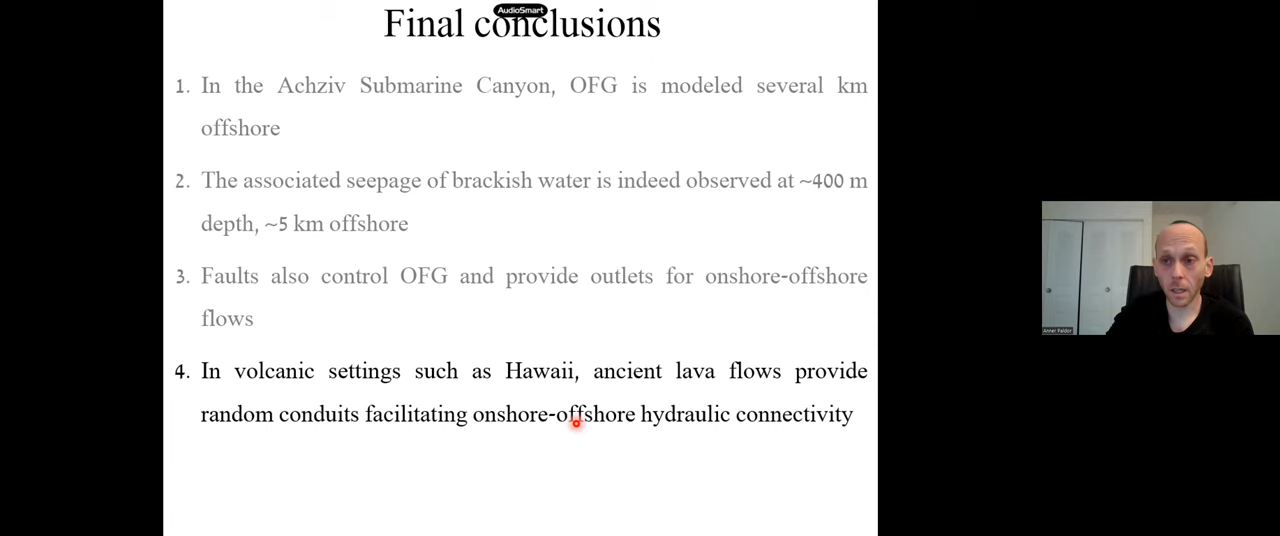 AudioSmart
Final conclusions
1. In the Achziv Submarine Canyon, OFG is modeled several km
offshore
2. The associated seepage of brackish water is indeed observed at ~400 m
depth, ~5 km offshore
3. Faults also control OFG and provide outlets for onshore-offshore
flows
4. In volcanic settings such as Hawaii, ancient lava flows provide
random conduits facilitating onshore-offshore hydraulic connectivity
Anner Paldor